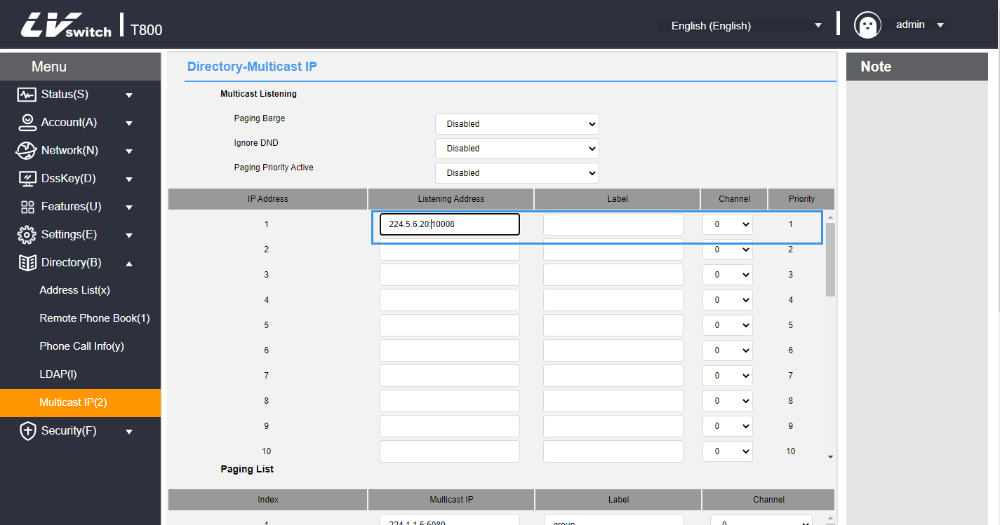 LVswitch T800
English (English)
admin
Menu
Status(S)
Account(A)
Network(N)
DssKey(D)
Features(U)
Settings(E)
Directory(B)
Address List(x)
Remote Phone Book(1)
Phone Call Info(y)
LDAP(l)
Multicast IP(2)
Security(F)
Directory-Multicast IP
Multicast Listening
Paging Barge Disabled
Ignore DND Disabled
Paging Priority Active Disabled
IP Address Listening Address Label Channel Priority
1 224.5.6.20:10008 0 1
2 0 2
3 0 3
4 0 4
5 0 5
6 0 6
7 0 7
8 0 8
9 0 9
10 0 10
Paging List
Index Multicast IP Label Channel
1 224.1.1.5:5080 group 0
Note